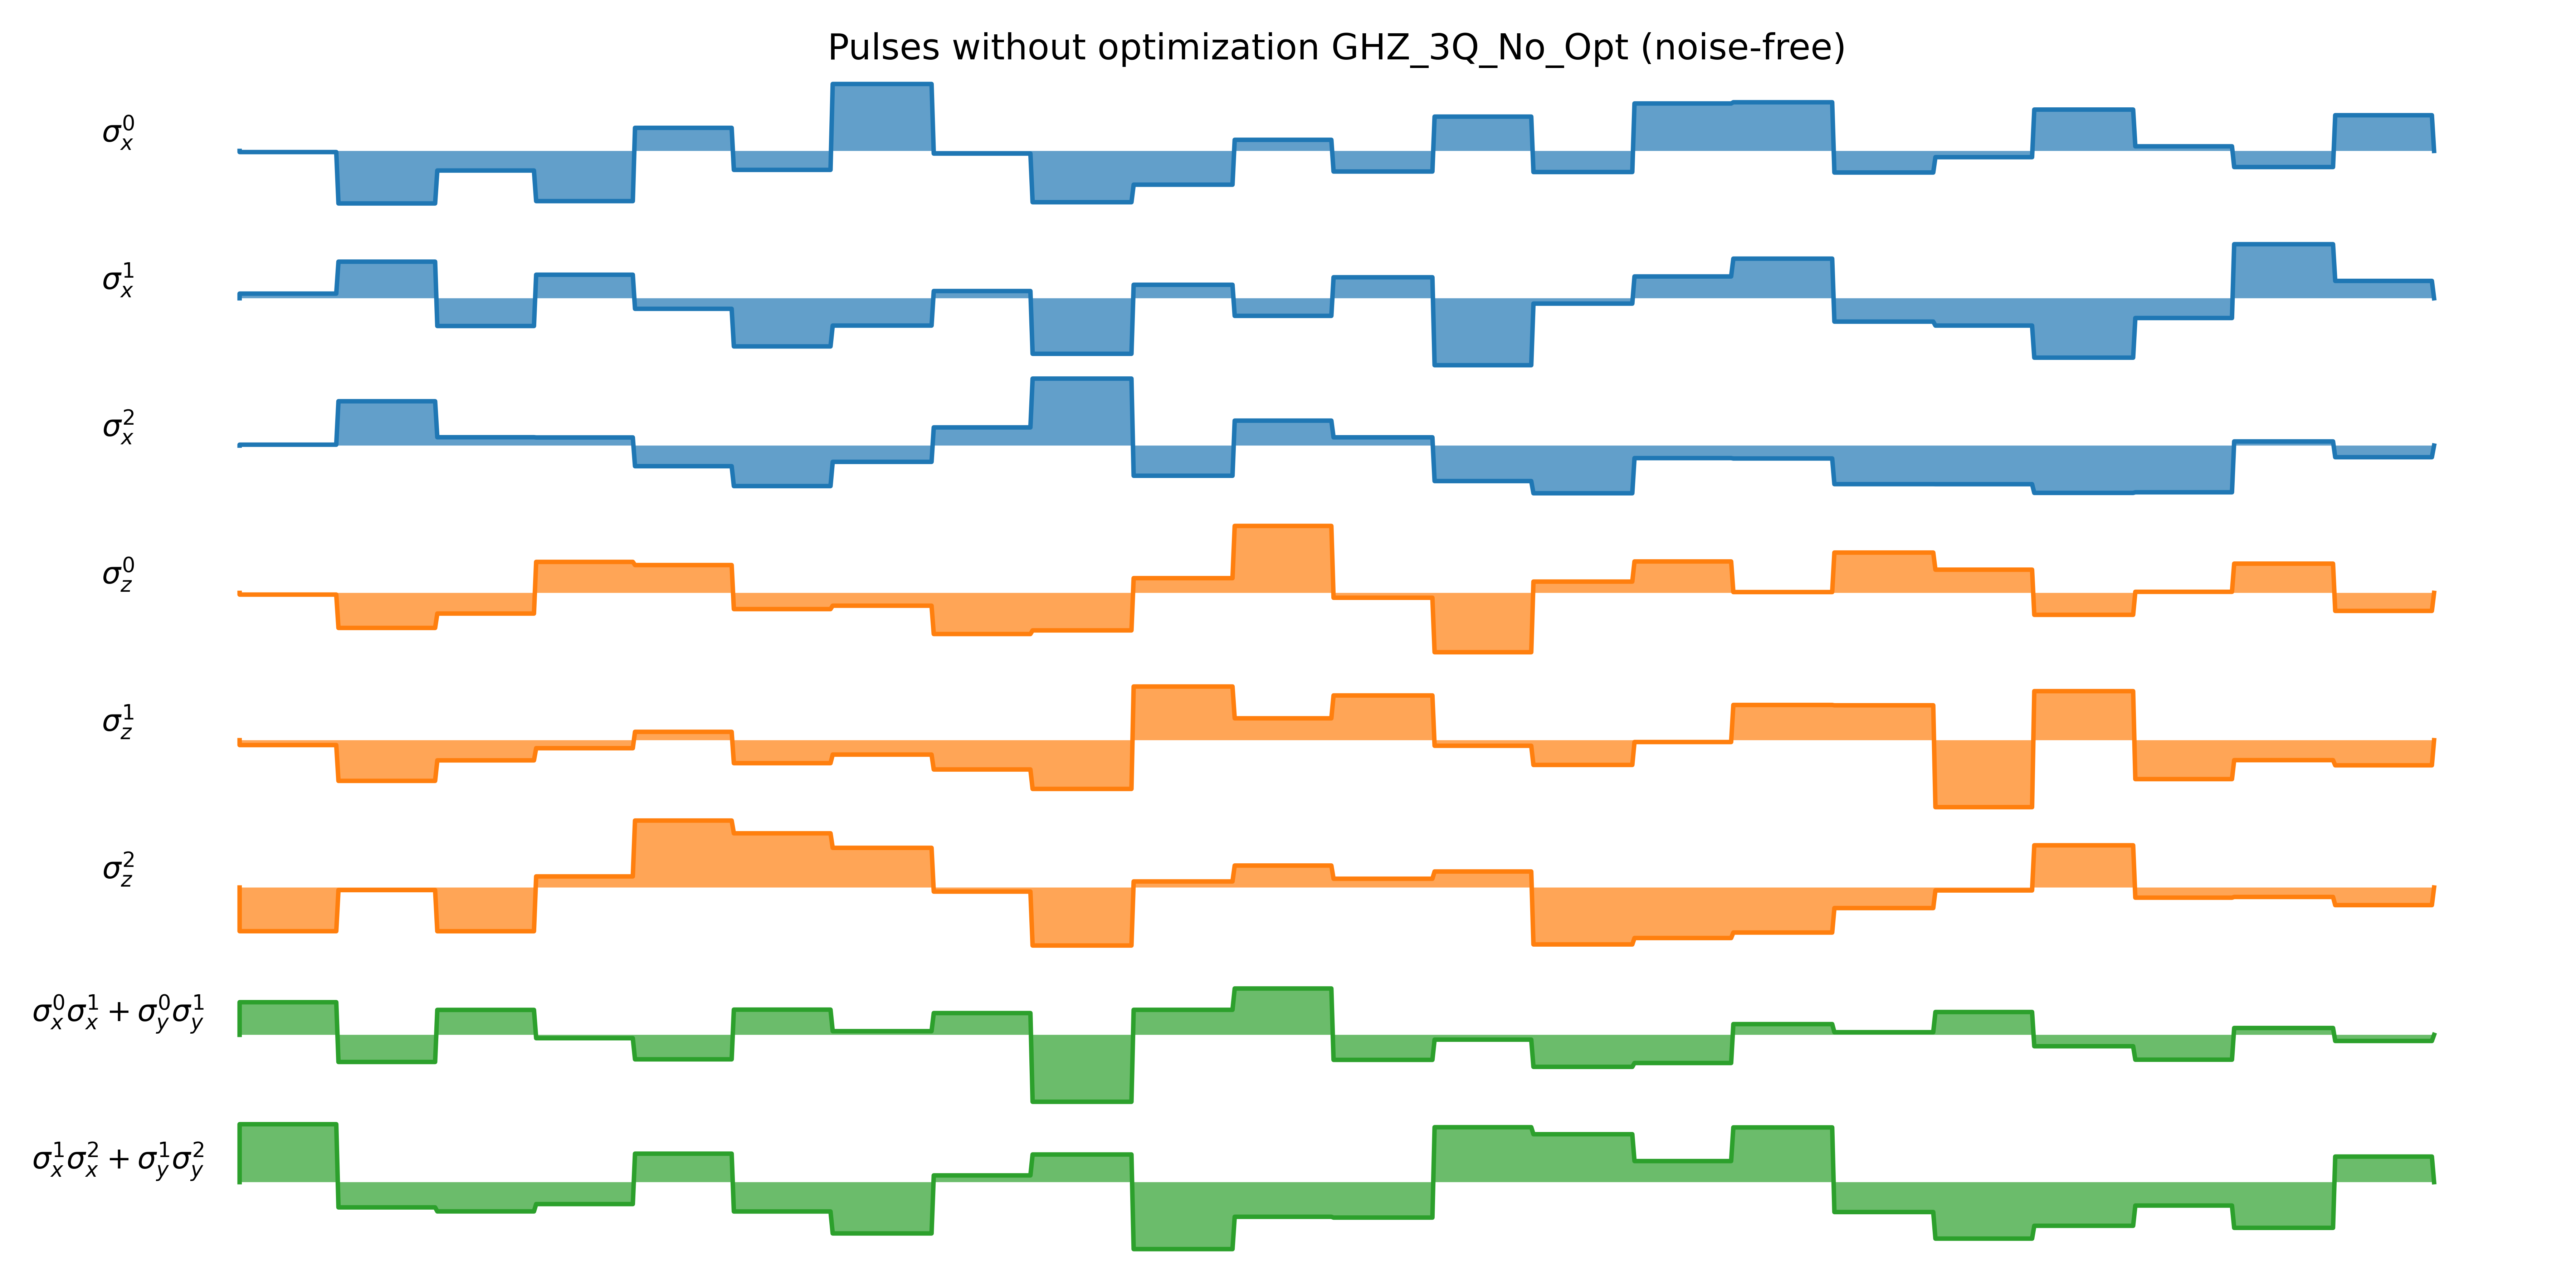 Pulses without optimization GHZ_3Q_No_Opt (noise-free)
σ_x^0
σ_x^1
σ_x^2
σ_z^0
σ_z^1
σ_z^2
σ_x^0σ_x^1 + σ_y^0σ_y^1
σ_x^1σ_x^2 + σ_y^1σ_y^2